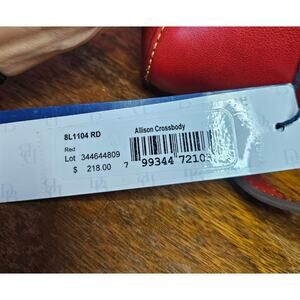 8L1104 RD
Allison Crossbody
Red
Lot 344644809
$ 218.00
7 99344 7210